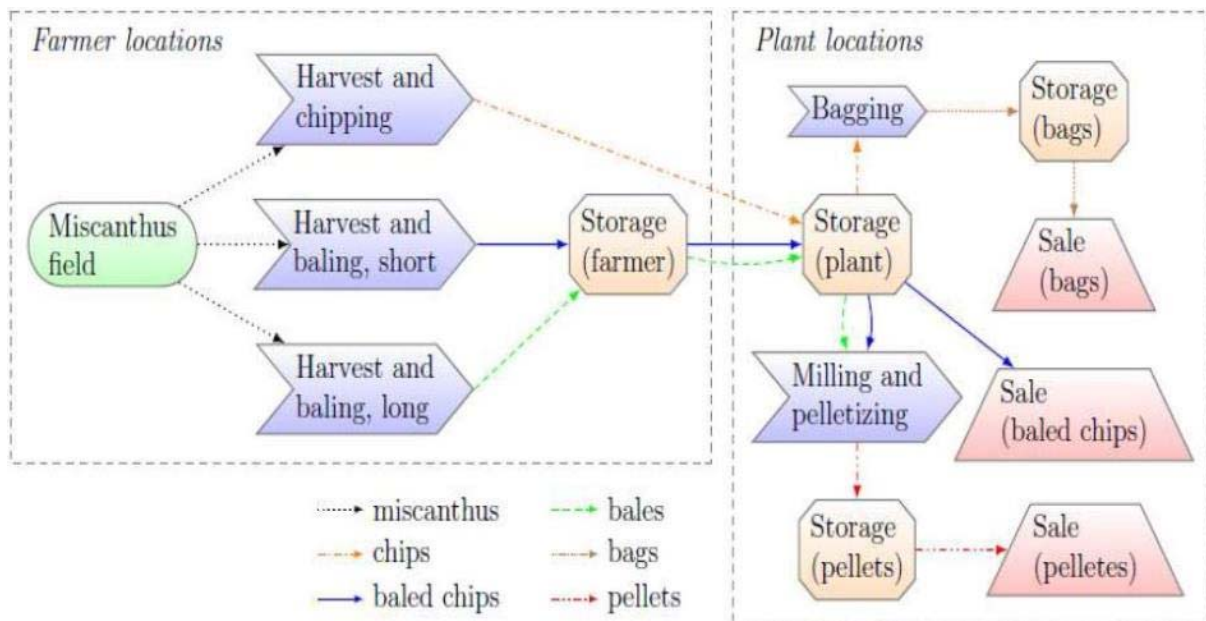 Farmer locations
Harvest and
chipping
Miscanthus
field
Harvest and
baling, short
Storage
(farmer)
Harvest and
baling, long
Plant locations
Bagging
Storage
(bags)
Storage
(plant)
Sale
(bags)
Milling and
pelletizing
Sale
(baled chips)
Storage
(pellets)
Sale
(pelletes)
miscanthus
chips
baled chips
bales
bags
pellets